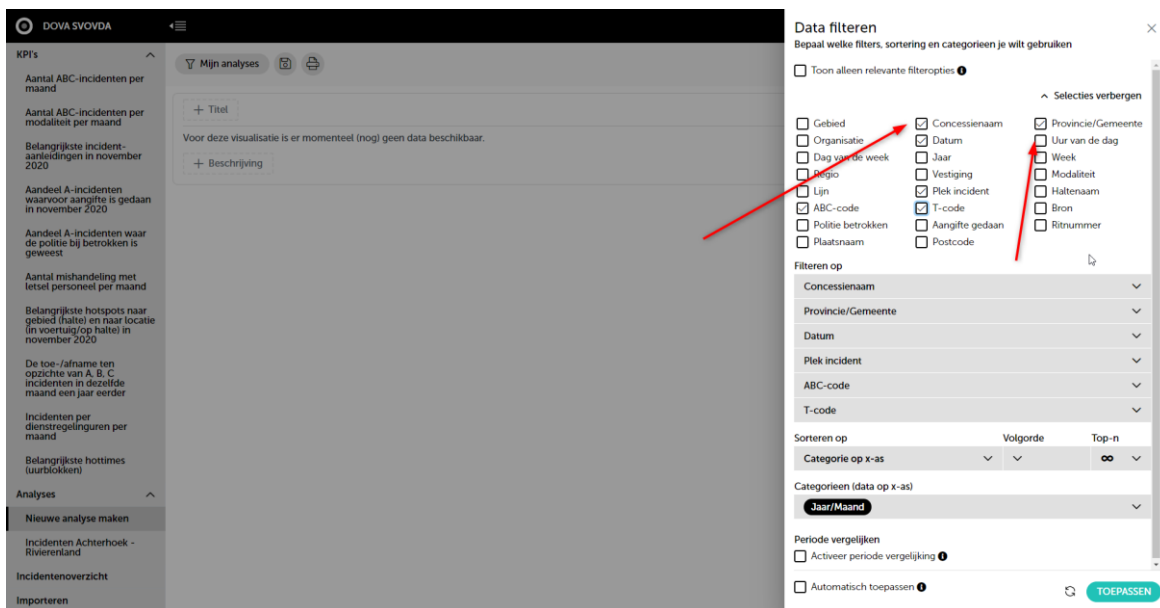 DOVA SVOVDA
KPI's
Aantal ABC-incidenten per
maand
Aantal ABC-incidenten per
modaliteit per maand
Belangrijkste incident-
aanleidingen in november
2020
Aandeel A-incidenten
waarvoor aangifte is gedaan
in november 2020
Aandeel A-incidenten waar
de politie bij betrokken is
geweest
Aantal mishandeling met
letsel personeel per maand
Belangrijkste hotspots naar
gebied (halte) en naar locatie
(in voertuig/op halte) in
november 2020
De toe-/afname ten
opzichte van A, B, C
incidenten in dezelfde
maand een jaar eerder
Incidenten per
dienstregelinguren per
maand
Belangrijkste hottimes
(uurblokken)
Analyses
Nieuwe analyse maken
Incidenten Achterhoek -
Rivierenland
Incidentenoverzicht
Importeren
Mijn analyses
+ Titel
Voor deze visualisatie is er momenteel (nog) geen data beschikbaar.
+ Beschrijving
Data filteren
Bepaal welke filters, sortering en categorieen je wilt gebruiken
Toon alleen relevante filteropties
Selecties verbergen
Gebied Concessienaam Provincie/Gemeente
Organisatie Datum Uur van de dag
Dag van de week Jaar Week
Regio Vestiging Modaliteit
Lijn Plek incident Haltenaam
ABC-code T-code Bron
Politie betrokken Aangifte gedaan Ritnummer
Plaatsnaam Postcode
Filteren op
Concessienaam
Provincie/Gemeente
Datum
Plek incident
ABC-code
T-code
Sorteren op Volgorde Top-n
Categorie op x-as ∞
Categorieen (data op x-as)
Jaar/Maand
Periode vergelijken
Activeer periode vergelijking
Automatisch toepassen
TOEPASSEN